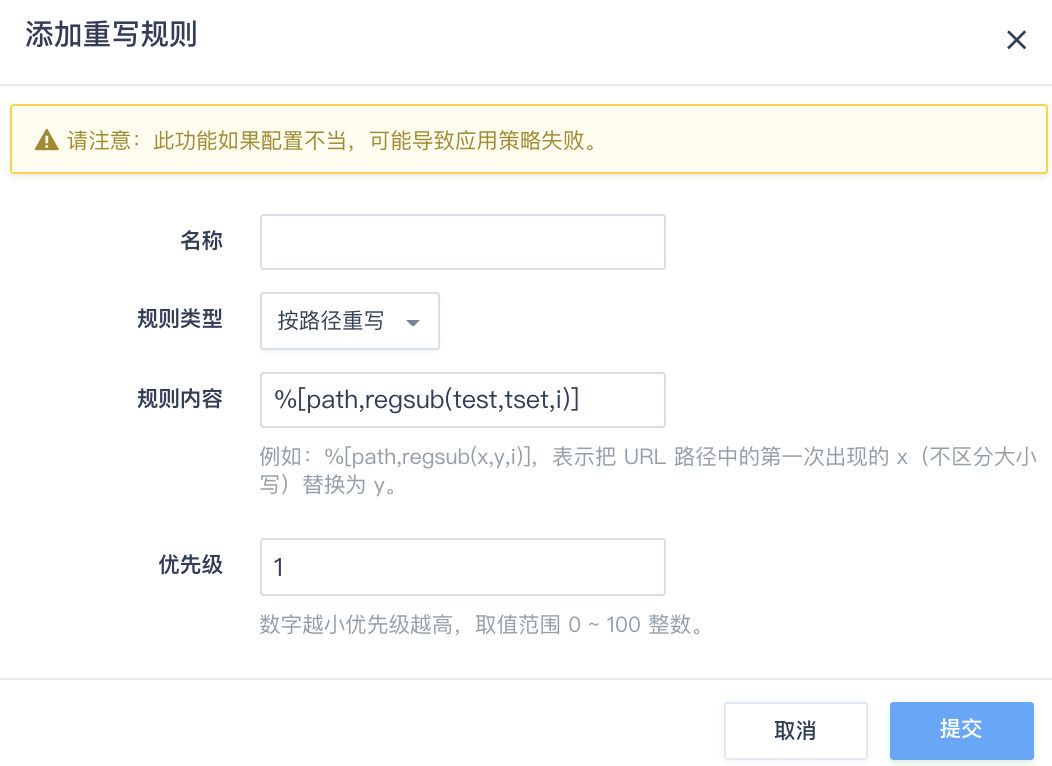 添加重写规则
请注意：此功能如果配置不当，可能导致应用策略失败。
名称
规则类型
按路径重写
规则内容
%[path,regsub(test,tset,i)]
例如：%[path,regsub(x,y,i)]，表示把 URL 路径中的第一次出现的 x（不区分大小
写）替换为 y。
优先级
1
数字越小优先级越高，取值范围 0 ~ 100 整数。
取消
提交